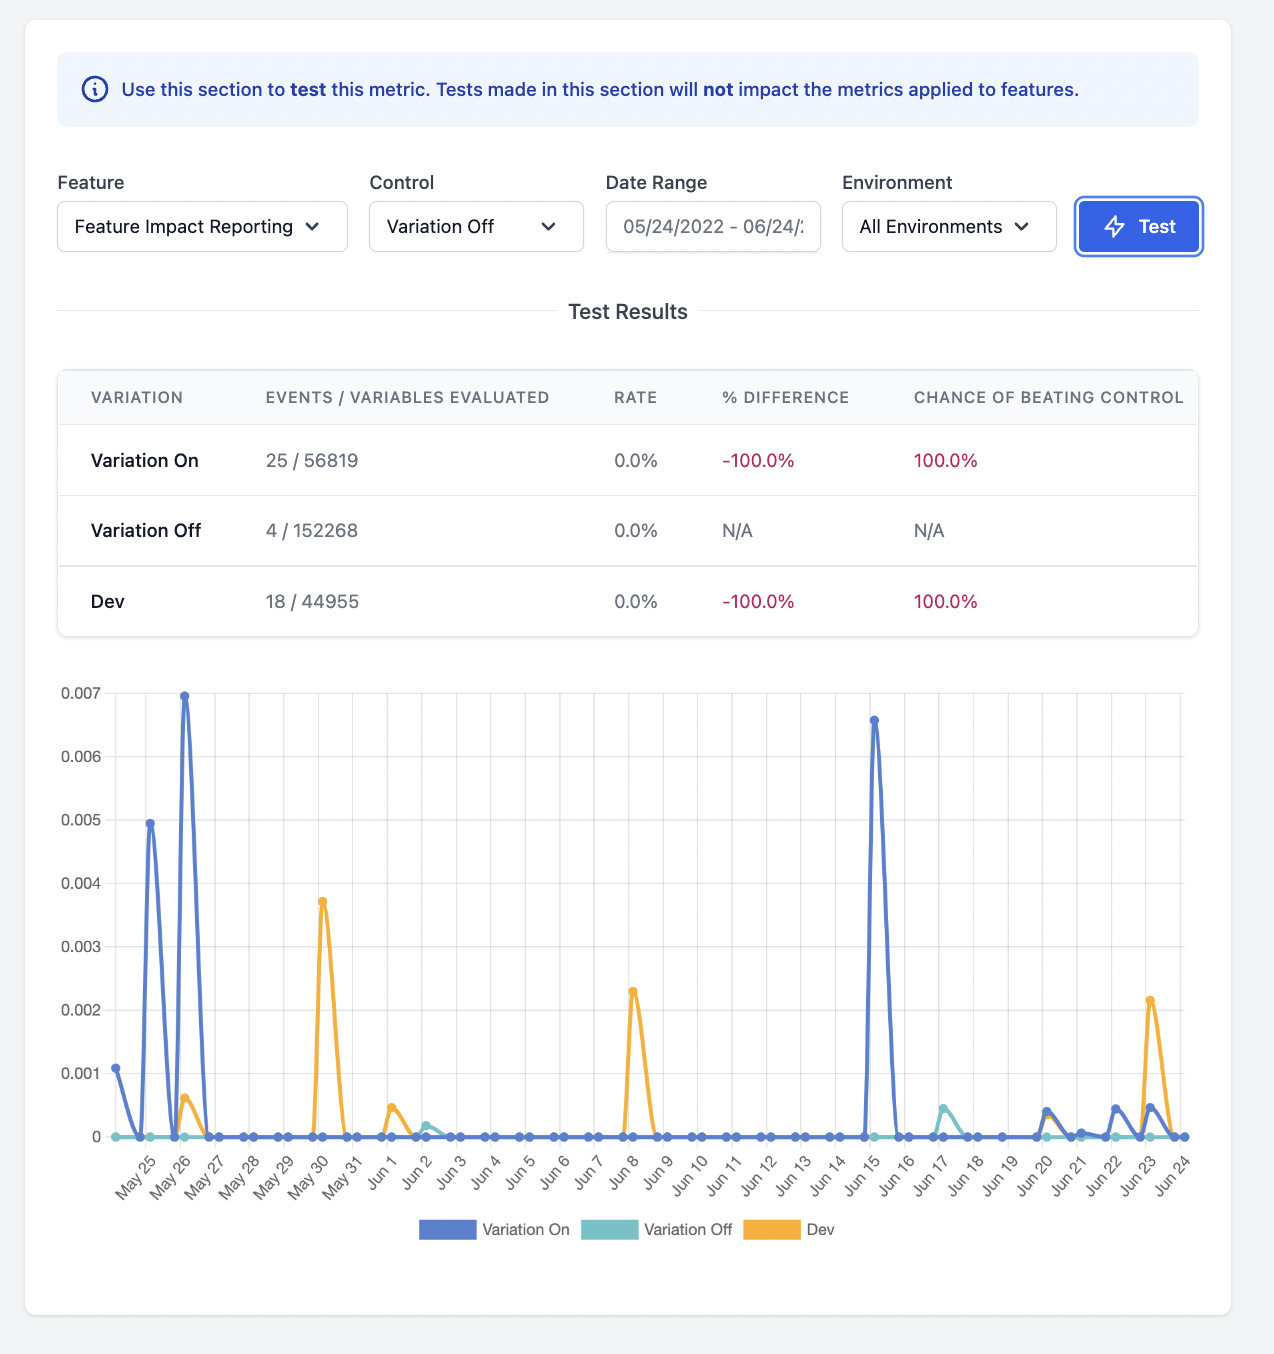 Use this section to test this metric. Tests made in this section will not impact the metrics applied to features.
Feature Control Date Range Environment
Feature Impact Reporting Variation Off 05/24/2022 - 06/24/ All Environments Test
Test Results
VARIATION EVENTS / VARIABLES EVALUATED RATE % DIFFERENCE CHANCE OF BEATING CONTROL
Variation On 25 / 56819 0.0% -100.0% 100.0%
Variation Off 4 / 152268 0.0% N/A N/A
Dev 18 / 44955 0.0% -100.0% 100.0%
0.007
0.006
0.005
0.004
0.003
0.002
0.001
0
May 25 May 26 May 27 May 28 May 29 May 30 May 31 Jun 1 Jun 2 Jun 3 Jun 4 Jun 5 Jun 6 Jun 7 Jun 8 Jun 9 Jun 10 Jun 11 Jun 12 Jun 13 Jun 14 Jun 15 Jun 16 Jun 17 Jun 18 Jun 19 Jun 20 Jun 21 Jun 22 Jun 23 Jun 24
Variation On Variation Off Dev